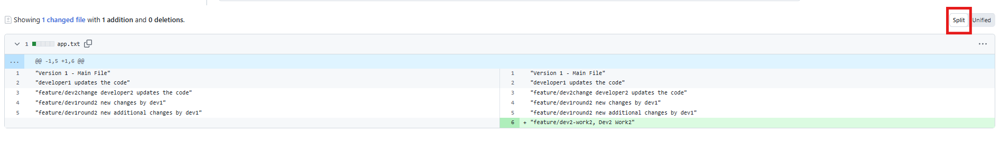 Showing 1 changed file with 1 addition and 0 deletions.
Split Unified
1 app.txt
...
@@ -1,5 +1,6 @@
1 "Version 1 - Main File" 1 "Version 1 - Main File"
2 "developer1 updates the code" 2 "developer1 updates the code"
3 "feature/dev2change developer2 updates the code" 3 "feature/dev2change developer2 updates the code"
4 "feature/dev1round2 new changes by dev1" 4 "feature/dev1round2 new changes by dev1"
5 "feature/dev1round2 new additional changes by dev1" 5 "feature/dev1round2 new additional changes by dev1"
6 + "feature/dev2-work2, Dev2 Work2"